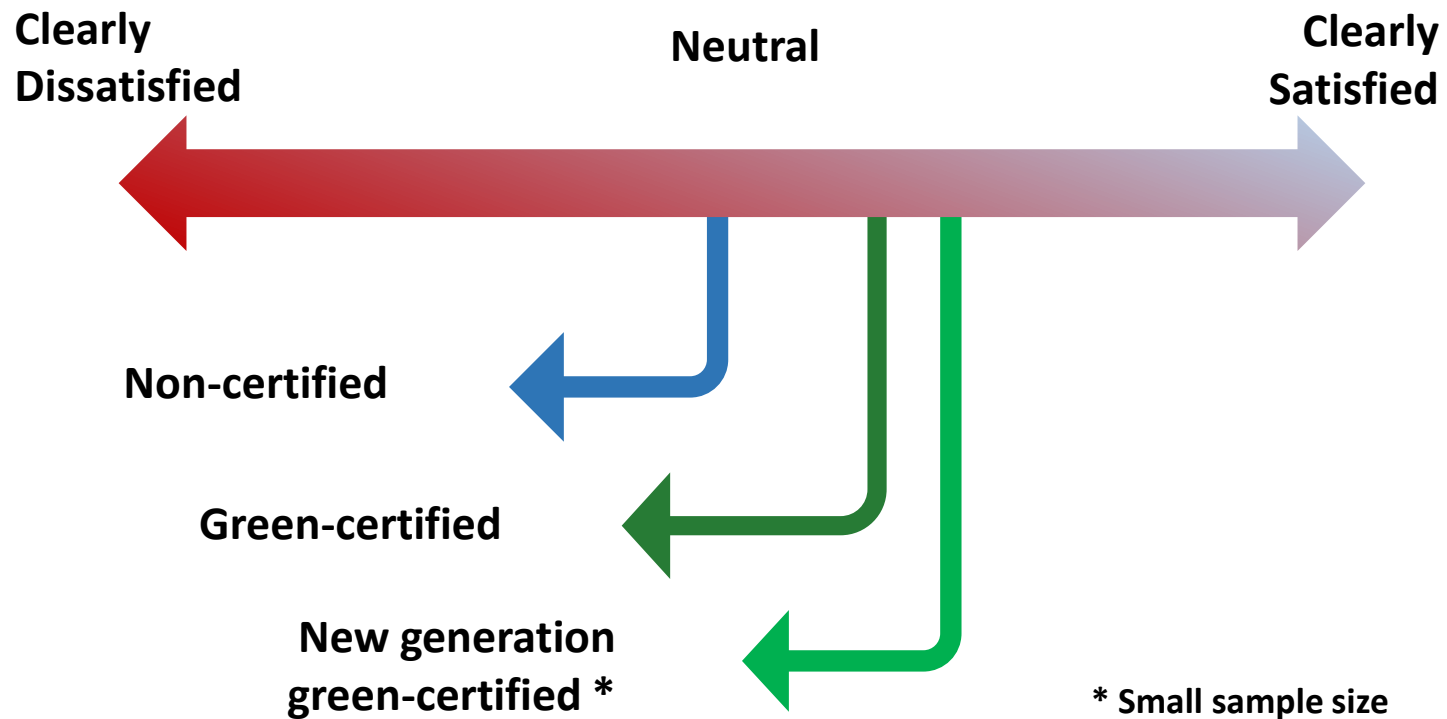 Clearly
Dissatisfied
Neutral
Clearly
Satisfied
Non-certified
Green-certified
New generation
green-certified *
* Small sample size